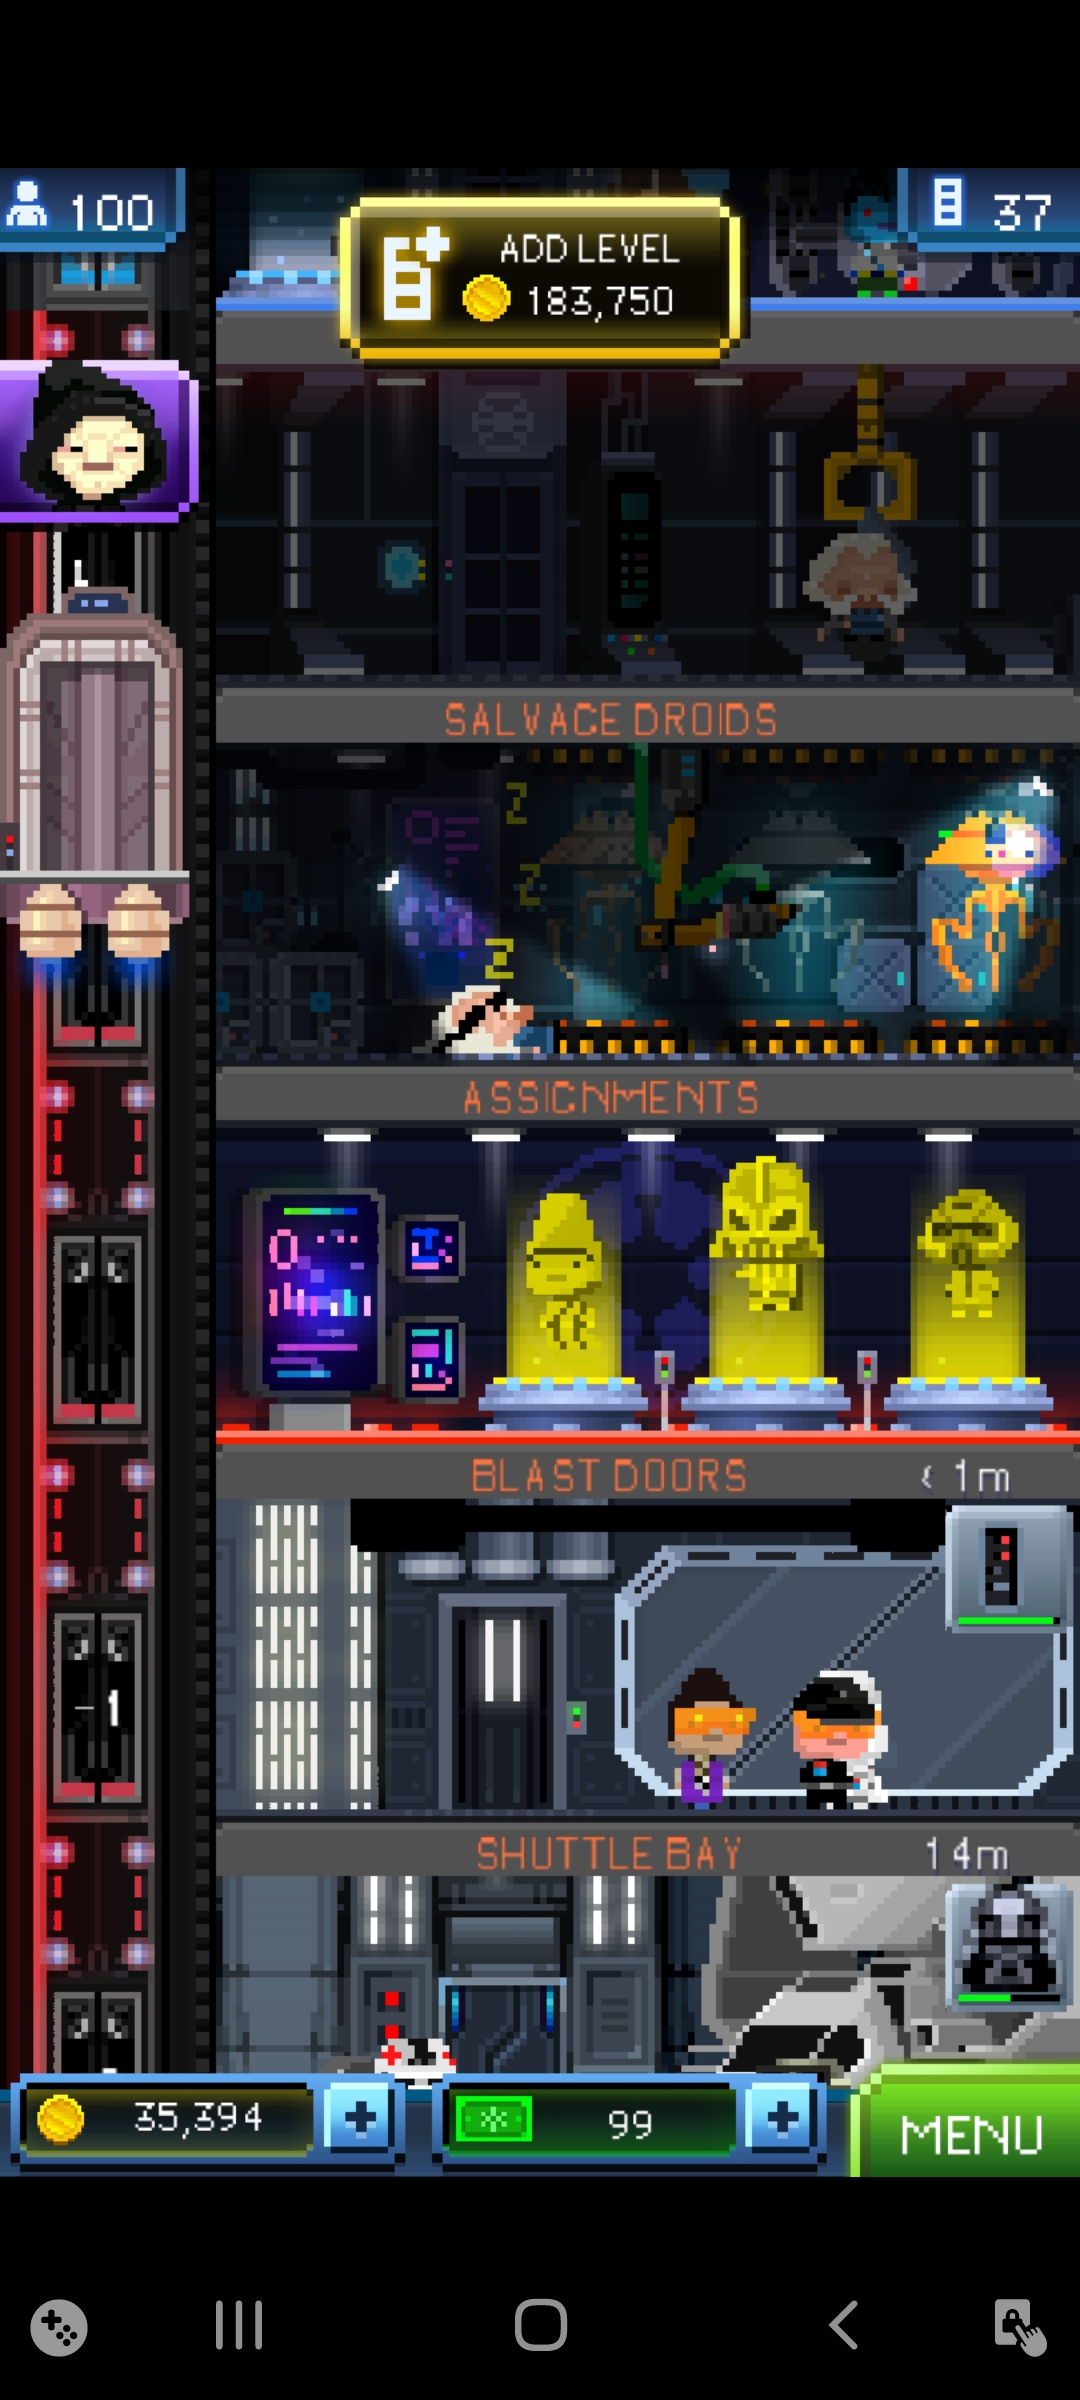 100
37
ADD LEVEL
183,750
SALVAGE DROIDS
Z
Z
Z
ASSIGNMENTS
BLAST DOORS < 1m
-1
SHUTTLE BAY 14m
35,394
99
MENU